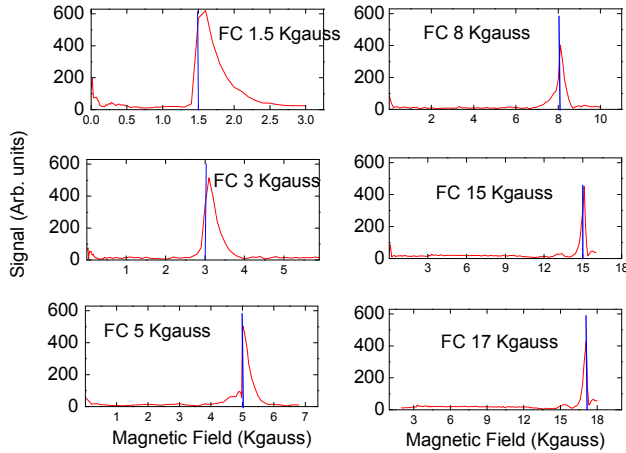 600
400
200
0
FC 1.5 Kgauss
0.0 0.5 1.0 1.5 2.0 2.5 3.0
600
400
200
0
FC 8 Kgauss
2 4 6 8 10
Signal (Arb. units)
600
400
200
0
FC 3 Kgauss
1 2 3 4 5
600
400
200
0
FC 15 Kgauss
3 6 9 12 15
600
400
200
0
FC 5 Kgauss
1 2 3 4 5 6 7
Magnetic Field (Kgauss)
600
400
200
0
FC 17 Kgauss
3 6 9 12 15 18
Magnetic Field (Kgauss)